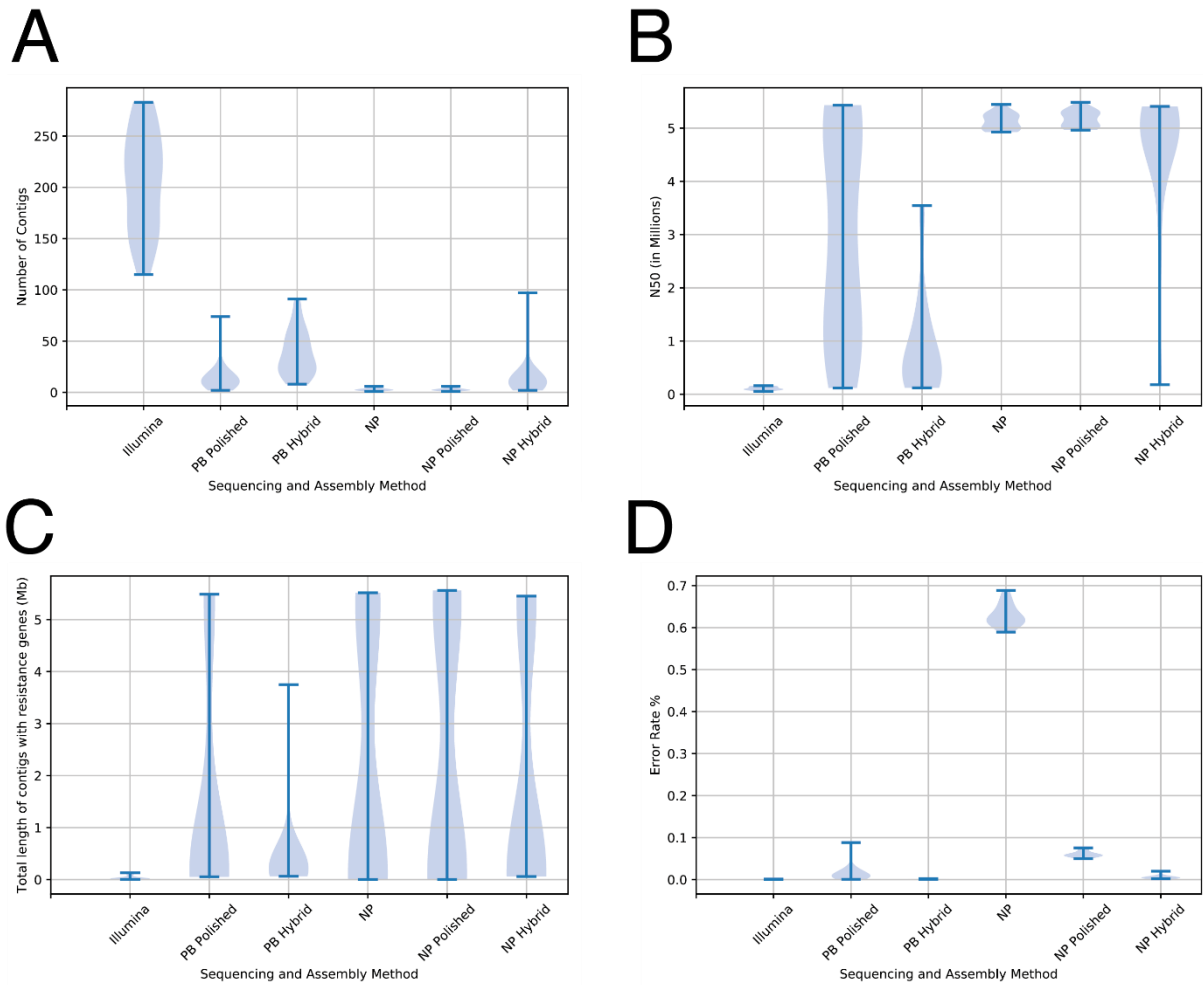 A
Number of Contigs
250
200
150
100
50
0
Illumina
PB Polished
PB Hybrid
NP
NP Polished
NP Hybrid
Sequencing and Assembly Method
B
N50 (in Millions)
5
4
3
2
1
0
Illumina
PB Polished
PB Hybrid
NP
NP Polished
NP Hybrid
Sequencing and Assembly Method
C
Total length of contigs with resistance genes (Mb)
5
4
3
2
1
0
Illumina
PB Polished
PB Hybrid
NP
NP Polished
NP Hybrid
Sequencing and Assembly Method
D
Error Rate %
0.7
0.6
0.5
0.4
0.3
0.2
0.1
0.0
Illumina
PB Polished
PB Hybrid
NP
NP Polished
NP Hybrid
Sequencing and Assembly Method